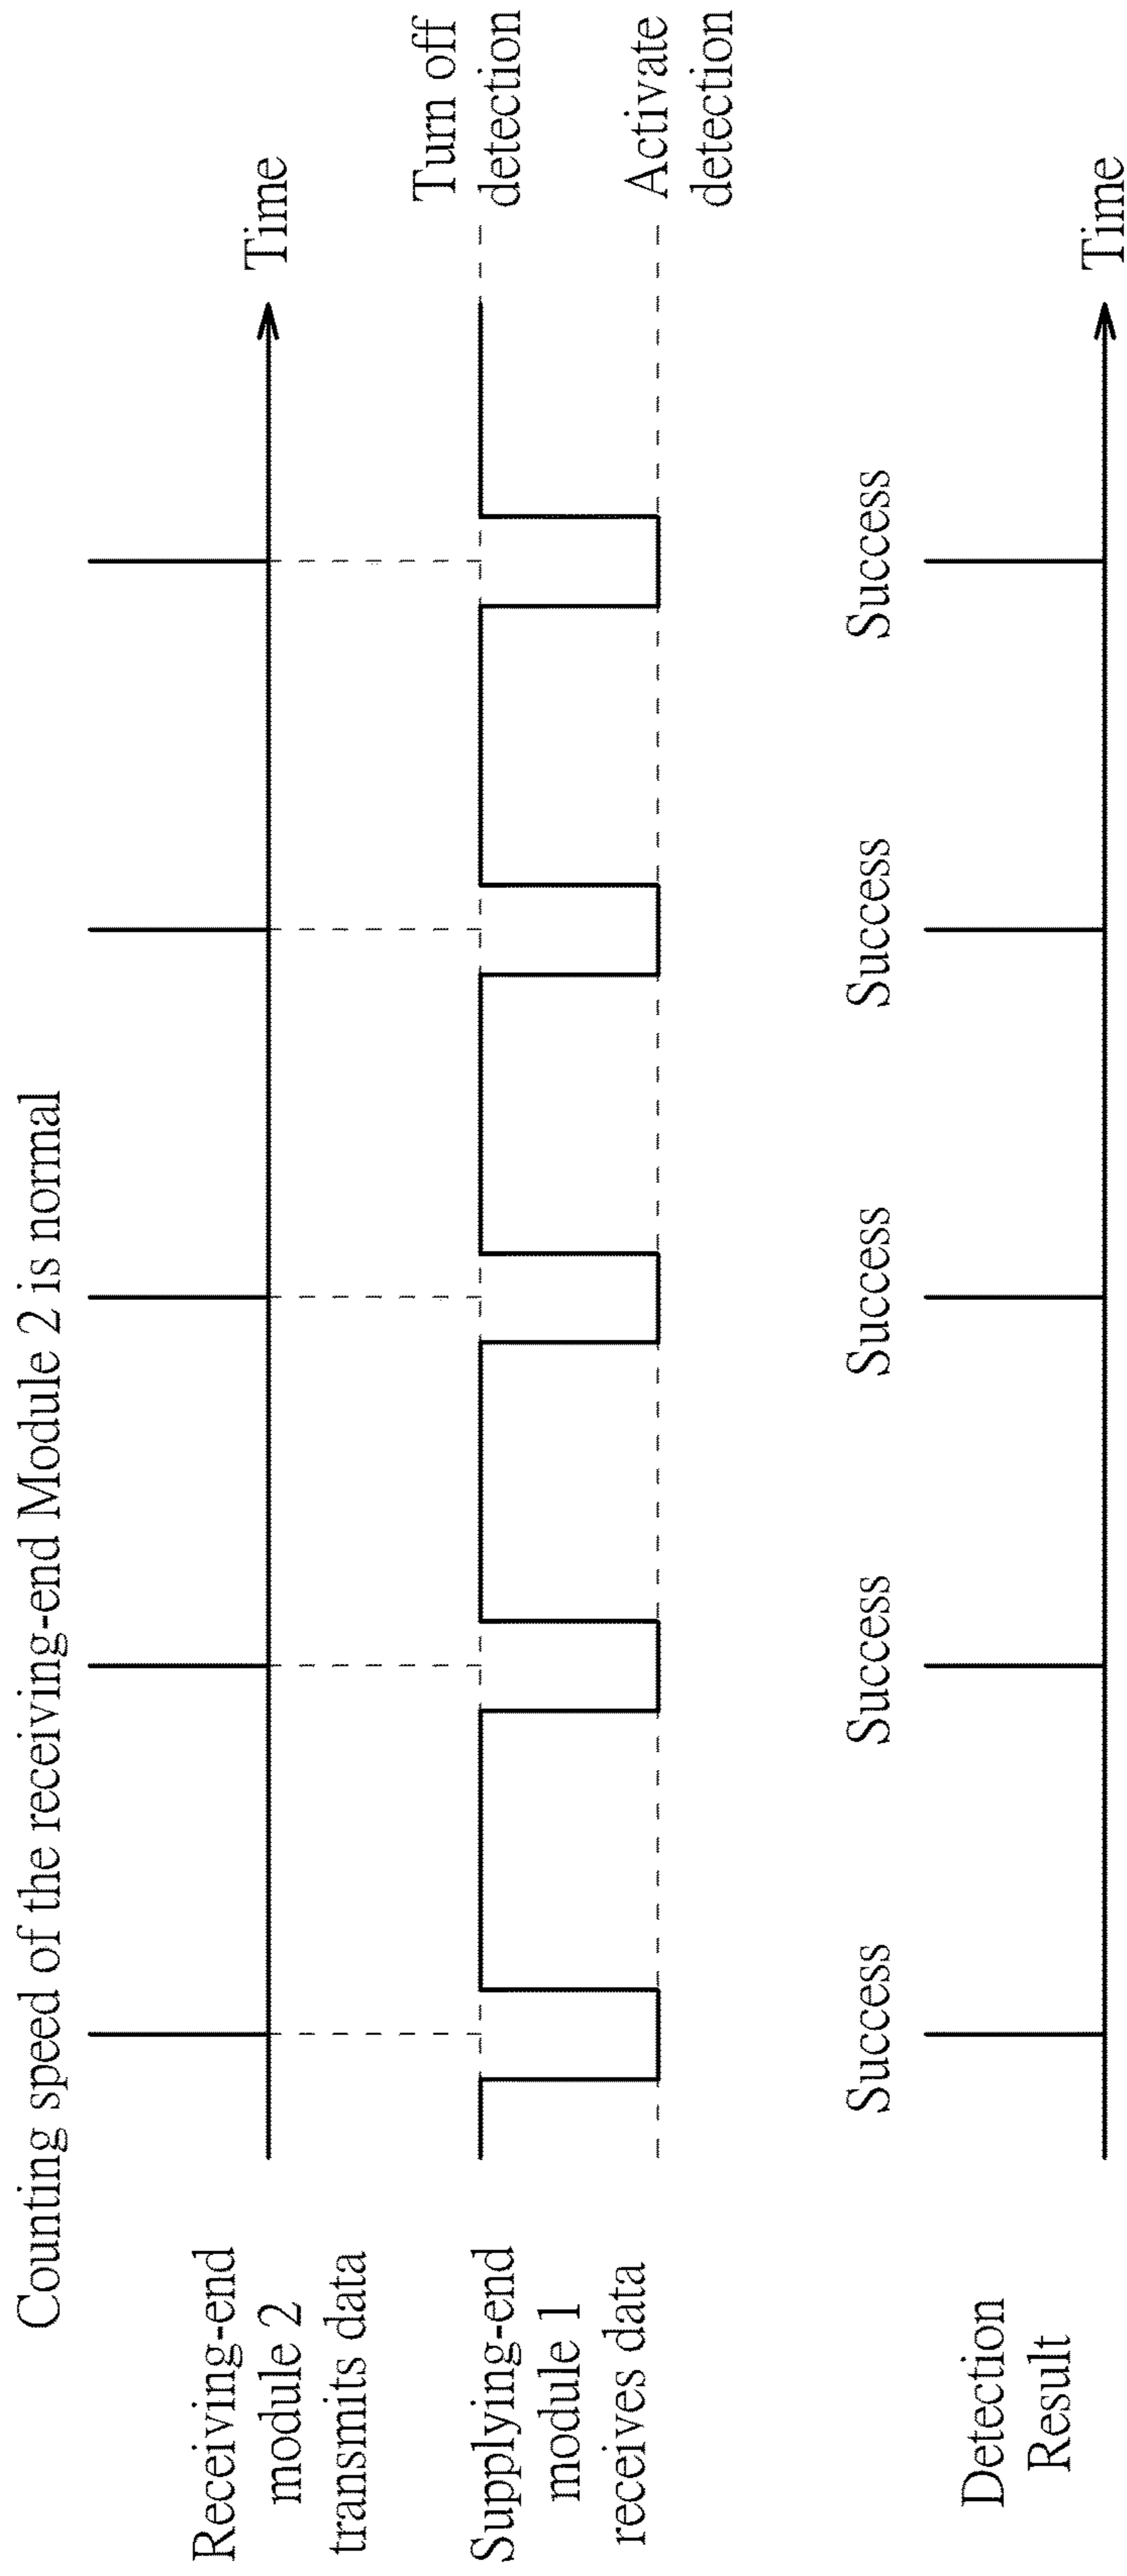 Counting speed of the receiving-end Module 2 is normal
Receiving-end
module 2
transmits data
Time
Supplying-end
module 1
receives data
Turn off
detection
Activate
detection
Success
Success
Success
Success
Success
Detection
Result
Time